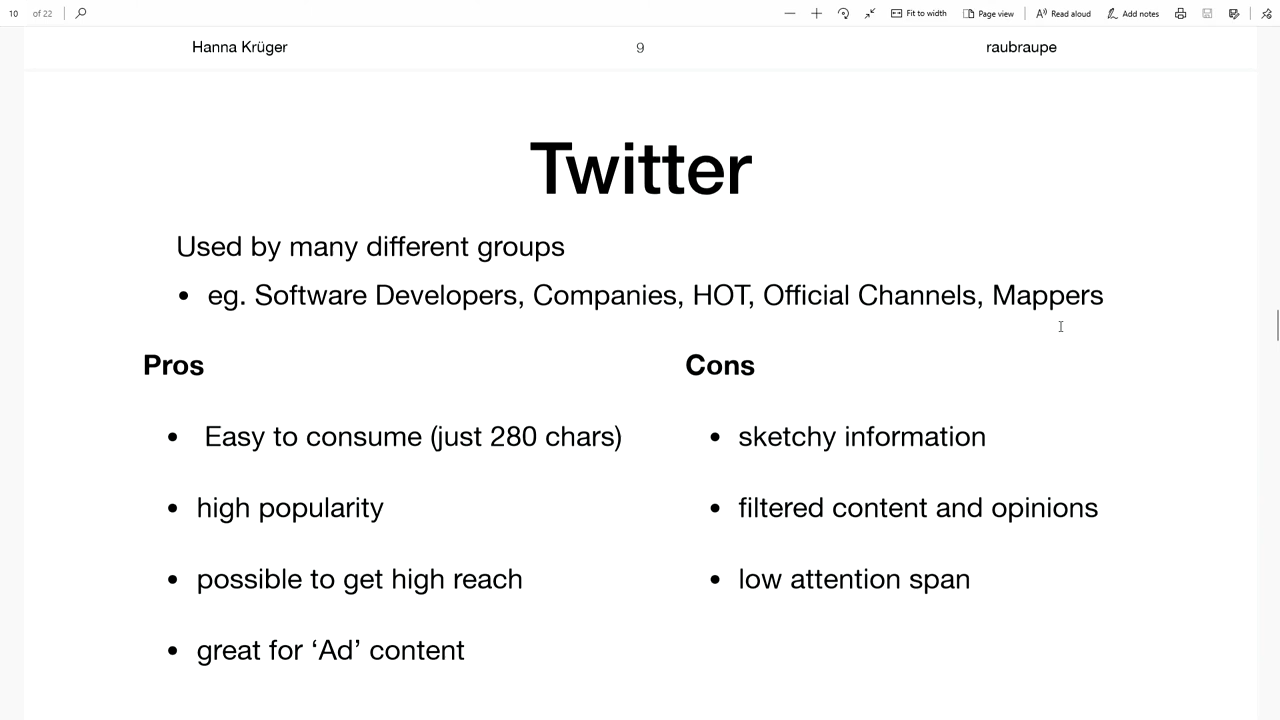 10 of 22 Fit to width Page view Read aloud Add notes
Hanna Krüger 9 raubraupe
Twitter
Used by many different groups
• eg. Software Developers, Companies, HOT, Official Channels, Mappers
Pros
• Easy to consume (just 280 chars)
• high popularity
• possible to get high reach
• great for ‘Ad’ content
Cons
• sketchy information
• filtered content and opinions
• low attention span